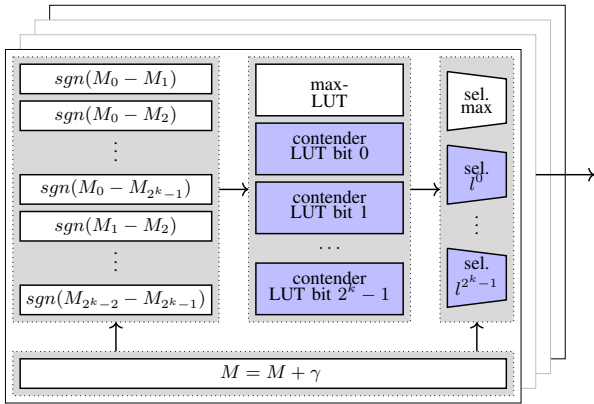 sgn(M_0 − M_1)
sgn(M_0 − M_2)
⋮
sgn(M_0 − M_{2^k−1})
sgn(M_1 − M_2)
⋮
sgn(M_{2^k−2} − M_{2^k−1})
max-
LUT
contender
LUT bit 0
contender
LUT bit 1
...
contender
LUT bit 2^k − 1
sel.
max
sel.
l^0
⋮
sel.
l^{2^k−1}
M = M + γ